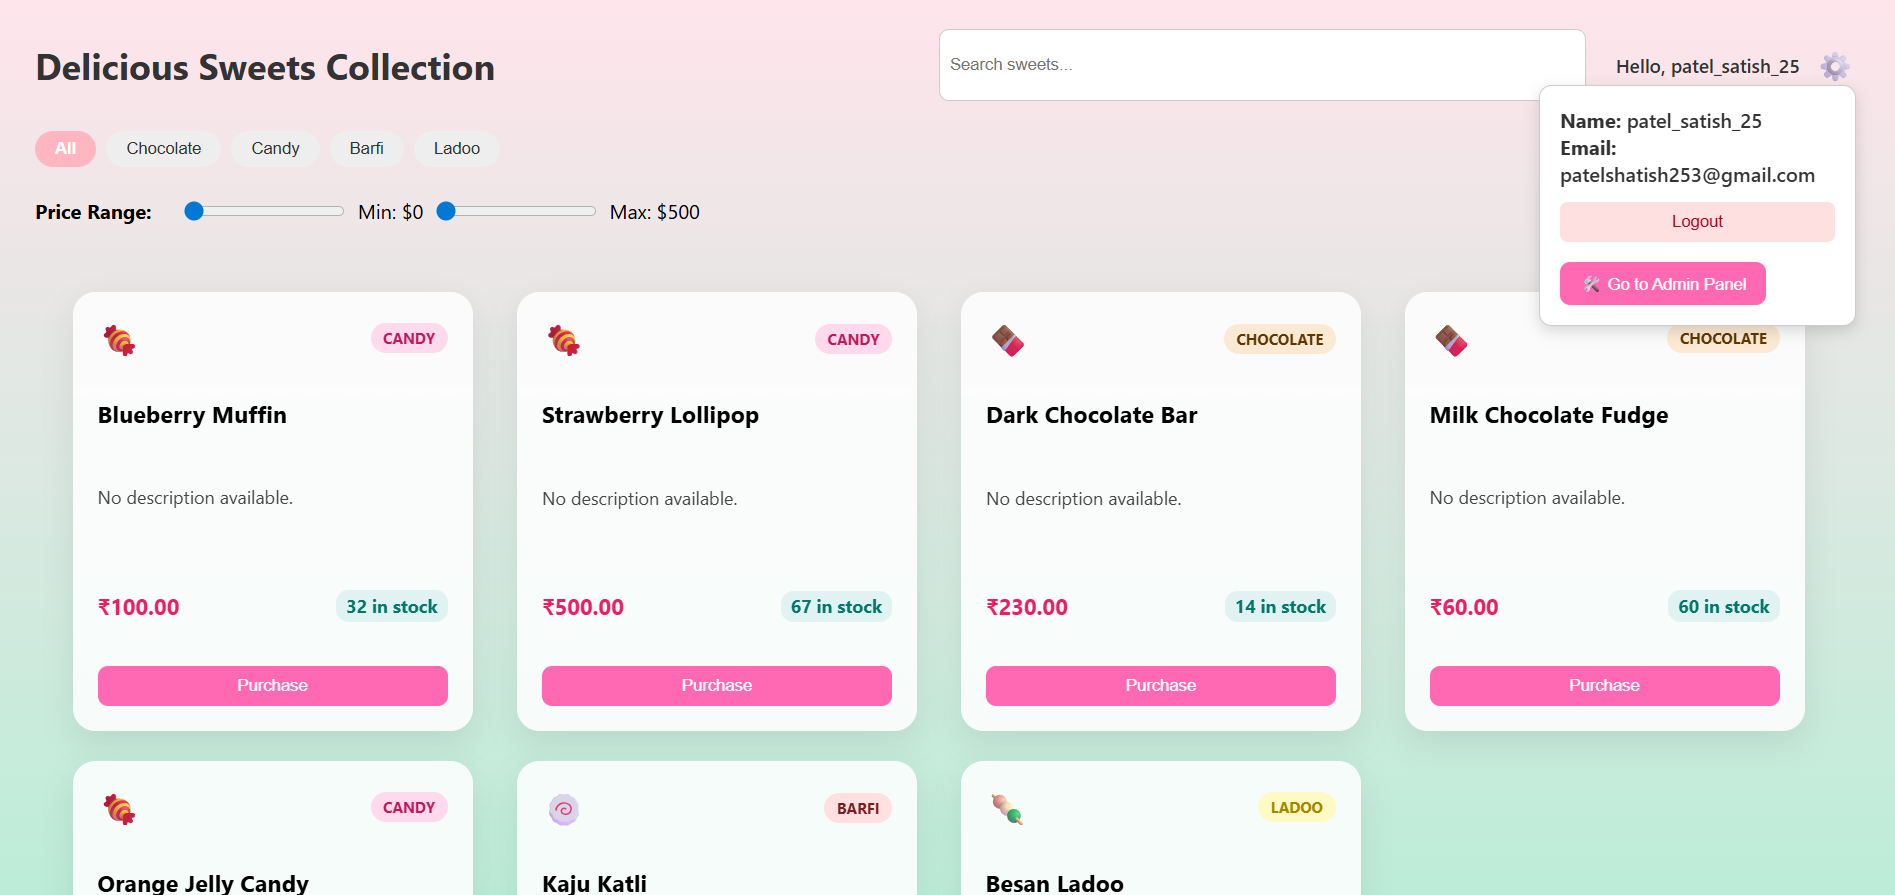 Delicious Sweets Collection
Search sweets...
Hello, patel_satish_25
Name: patel_satish_25
Email:
patelshatish253@gmail.com
Logout
🛠️ Go to Admin Panel
All Chocolate Candy Barfi Ladoo
Price Range: Min: $0 Max: $500
CANDY
Blueberry Muffin
No description available.
₹100.00 32 in stock
Purchase
CANDY
Strawberry Lollipop
No description available.
₹500.00 67 in stock
Purchase
CHOCOLATE
Dark Chocolate Bar
No description available.
₹230.00 14 in stock
Purchase
CHOCOLATE
Milk Chocolate Fudge
No description available.
₹60.00 60 in stock
Purchase
CANDY
Orange Jelly Candy
BARFI
Kaju Katli
LADOO
Besan Ladoo